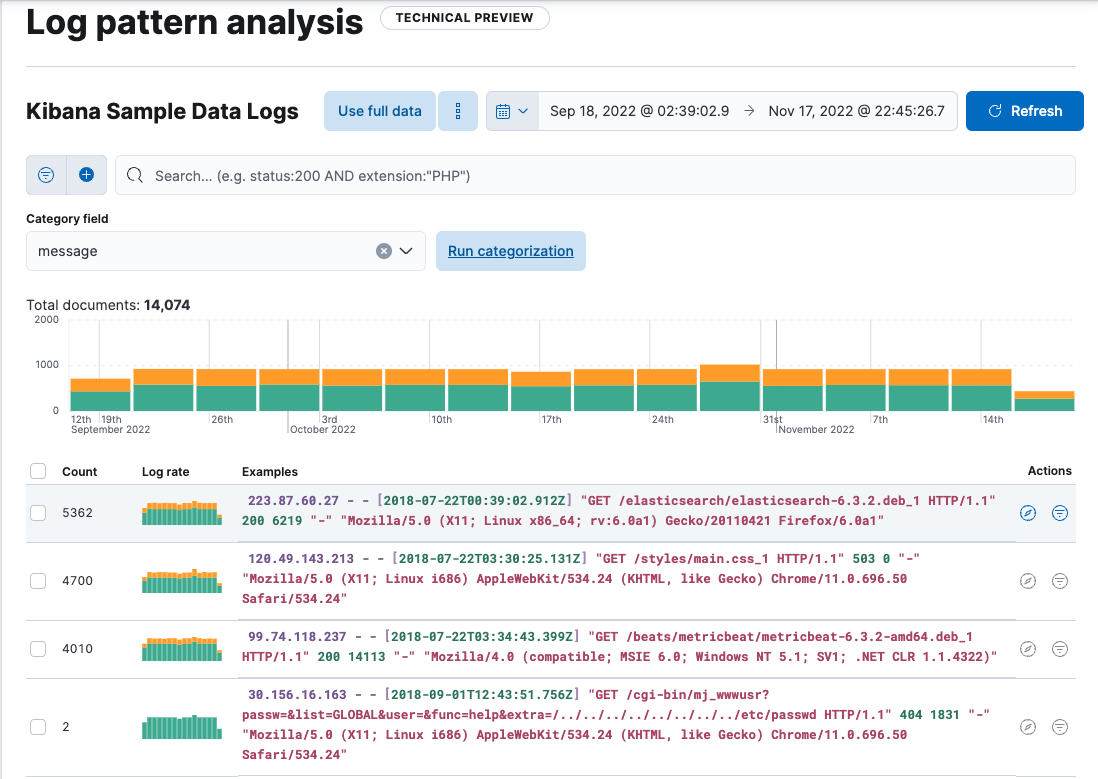 Log pattern analysis TECHNICAL PREVIEW
Kibana Sample Data Logs Use full data Sep 18, 2022 @ 02:39:02.9 → Nov 17, 2022 @ 22:45:26.7 Refresh
Search... (e.g. status:200 AND extension:"PHP")
Category field
message Run categorization
Total documents: 14,074
2000
1000
0
12th 19th 26th 3rd 10th 17th 24th 31st 7th 14th
September 2022 October 2022 November 2022
Count Log rate Examples Actions
5362
223.87.60.27 - - [2018-07-22T00:39:02.912Z] "GET /elasticsearch/elasticsearch-6.3.2.deb_1 HTTP/1.1"
200 6219 "-" "Mozilla/5.0 (X11; Linux x86_64; rv:6.0a1) Gecko/20110421 Firefox/6.0a1"
4700
120.49.143.213 - - [2018-07-22T03:30:25.131Z] "GET /styles/main.css_1 HTTP/1.1" 503 0 "-"
"Mozilla/5.0 (X11; Linux i686) AppleWebKit/534.24 (KHTML, like Gecko) Chrome/11.0.696.50
Safari/534.24"
4010
99.74.118.237 - - [2018-07-22T03:34:43.399Z] "GET /beats/metricbeat/metricbeat-6.3.2-amd64.deb_1
HTTP/1.1" 200 14113 "-" "Mozilla/4.0 (compatible; MSIE 6.0; Windows NT 5.1; SV1; .NET CLR 1.1.4322)"
2
30.156.16.163 - - [2018-09-01T12:43:51.756Z] "GET /cgi-bin/mj_wwwusr?
passw=&list=GLOBAL&user=&func=help&extra=/../../../../../../../../etc/passwd HTTP/1.1" 404 1831 "-"
"Mozilla/5.0 (X11; Linux i686) AppleWebKit/534.24 (KHTML, like Gecko) Chrome/11.0.696.50
Safari/534.24"